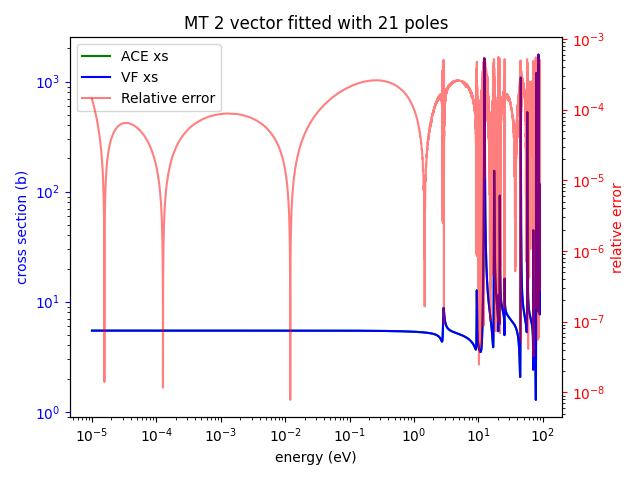 MT 2 vector fitted with 21 poles
ACE xs
VF xs
Relative error
cross section (b)
10³
10²
10¹
10⁰
10⁻³
10⁻⁴
10⁻⁵
10⁻⁶
10⁻⁷
10⁻⁸
relative error
10⁻⁵ 10⁻⁴ 10⁻³ 10⁻² 10⁻¹ 10⁰ 10¹ 10²
energy (eV)